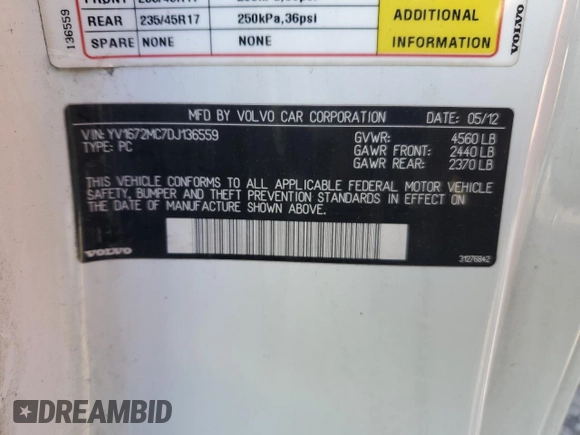 136559
REAR 235/45R17 250kPa,36psi
SPARE NONE NONE
ADDITIONAL
INFORMATION
VOLVO
MFD BY VOLVO CAR CORPORATION DATE: 05/12
VIN: YV1672MC7DJ136559 GVWR: 4560 LB
TYPE: PC GAWR FRONT: 2440 LB
GAWR REAR: 2370 LB
THIS VEHICLE CONFORMS TO ALL APPLICABLE FEDERAL MOTOR VEHICLE
SAFETY, BUMPER AND THEFT PREVENTION STANDARDS IN EFFECT ON
THE DATE OF MANUFACTURE SHOWN ABOVE.
VOLVO 31276842
DREAMBID